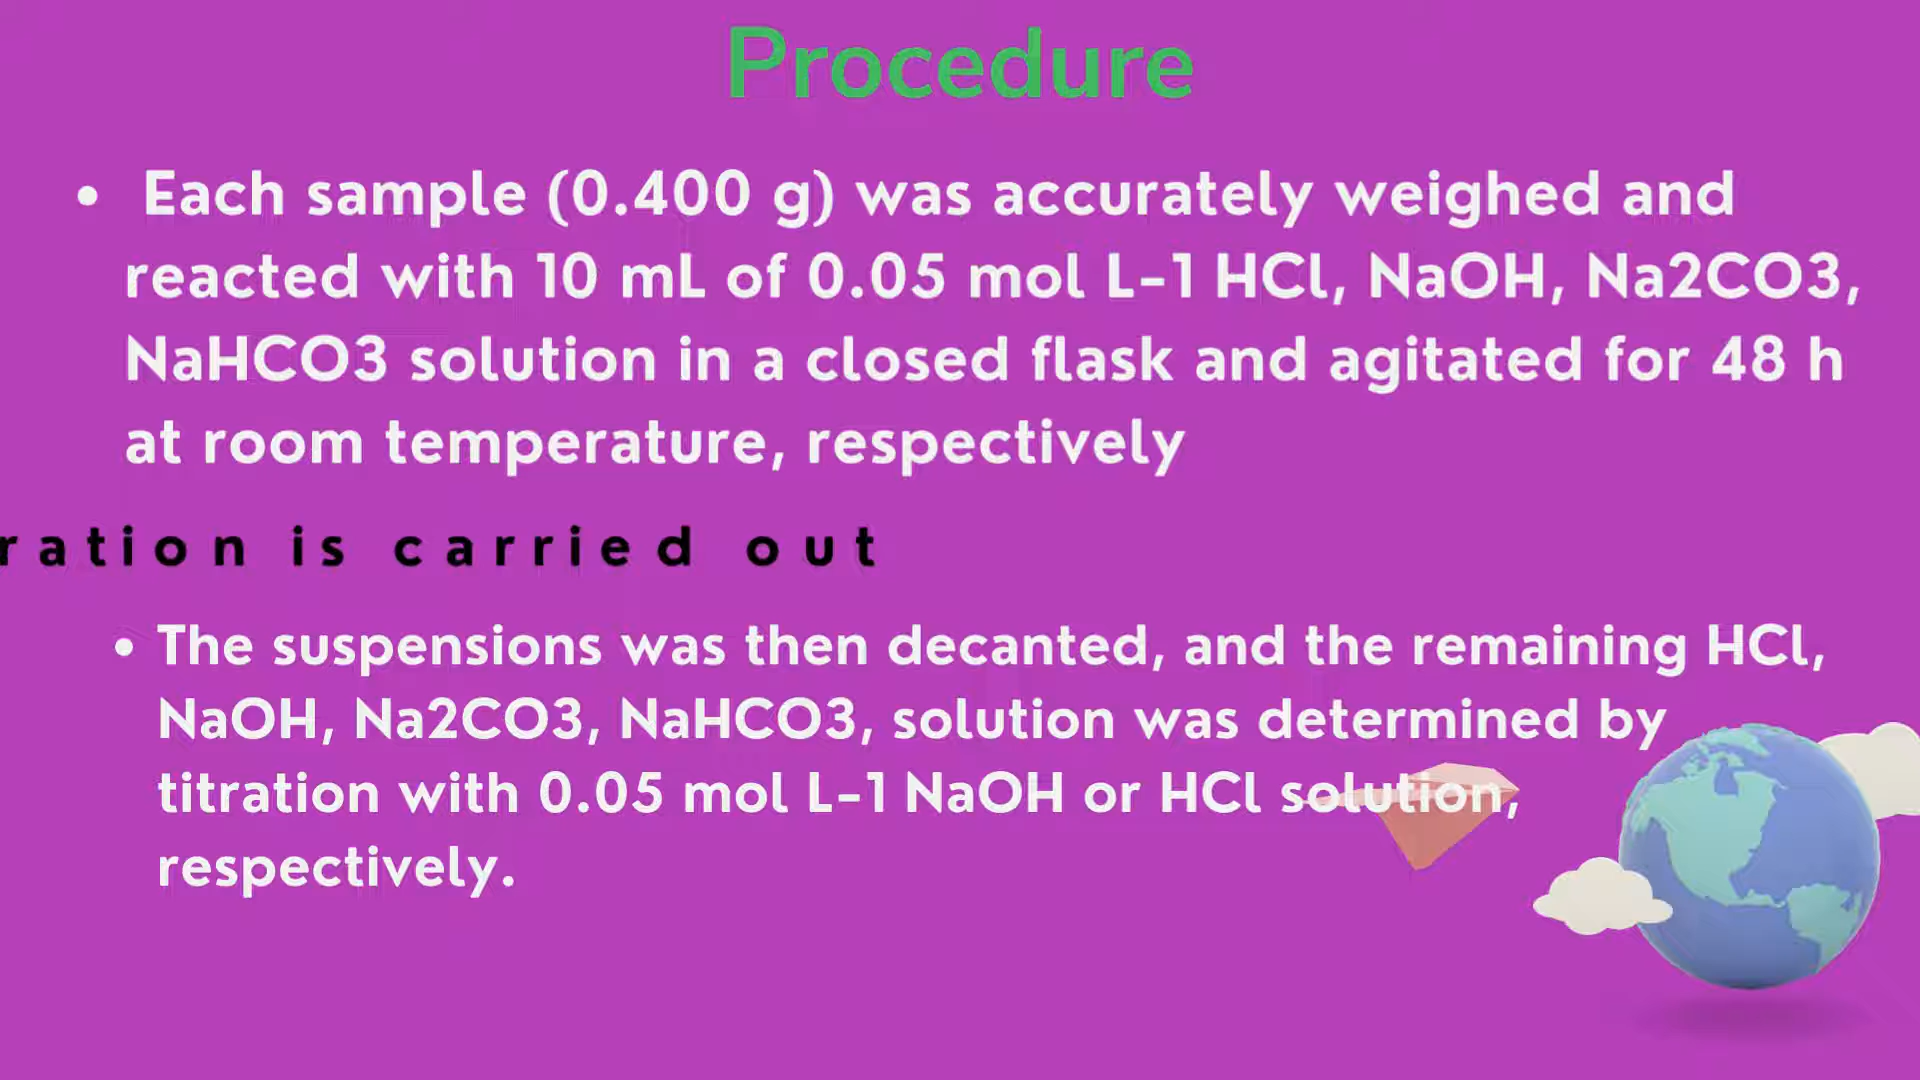 Procedure
• Each sample (0.400 g) was accurately weighed and
reacted with 10 mL of 0.05 mol L-1 HCl, NaOH, Na2CO3,
NaHCO3 solution in a closed flask and agitated for 48 h
at room temperature, respectively
ration is carried out
• The suspensions was then decanted, and the remaining HCl,
NaOH, Na2CO3, NaHCO3, solution was determined by
titration with 0.05 mol L-1 NaOH or HCl solution,
respectively.